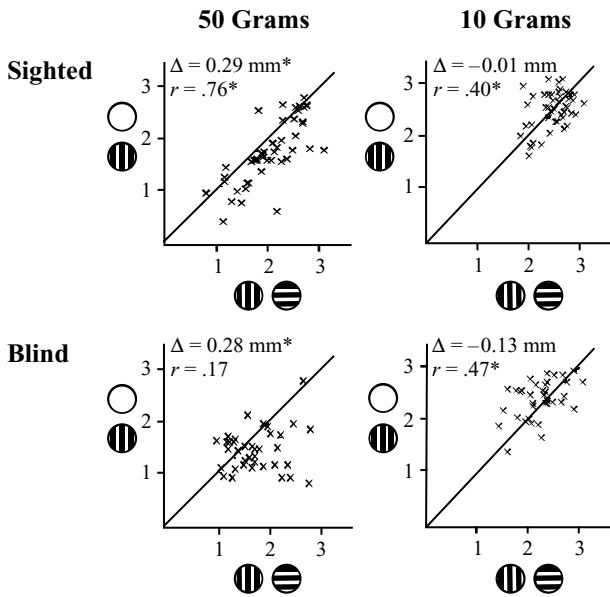 50 Grams
10 Grams
Sighted
Δ = 0.29 mm*
r = .76*
3
2
1
1
2
3
Δ = –0.01 mm
r = .40*
3
2
1
1
2
3
Blind
Δ = 0.28 mm*
r = .17
3
2
1
1
2
3
Δ = –0.13 mm
r = .47*
3
2
1
1
2
3